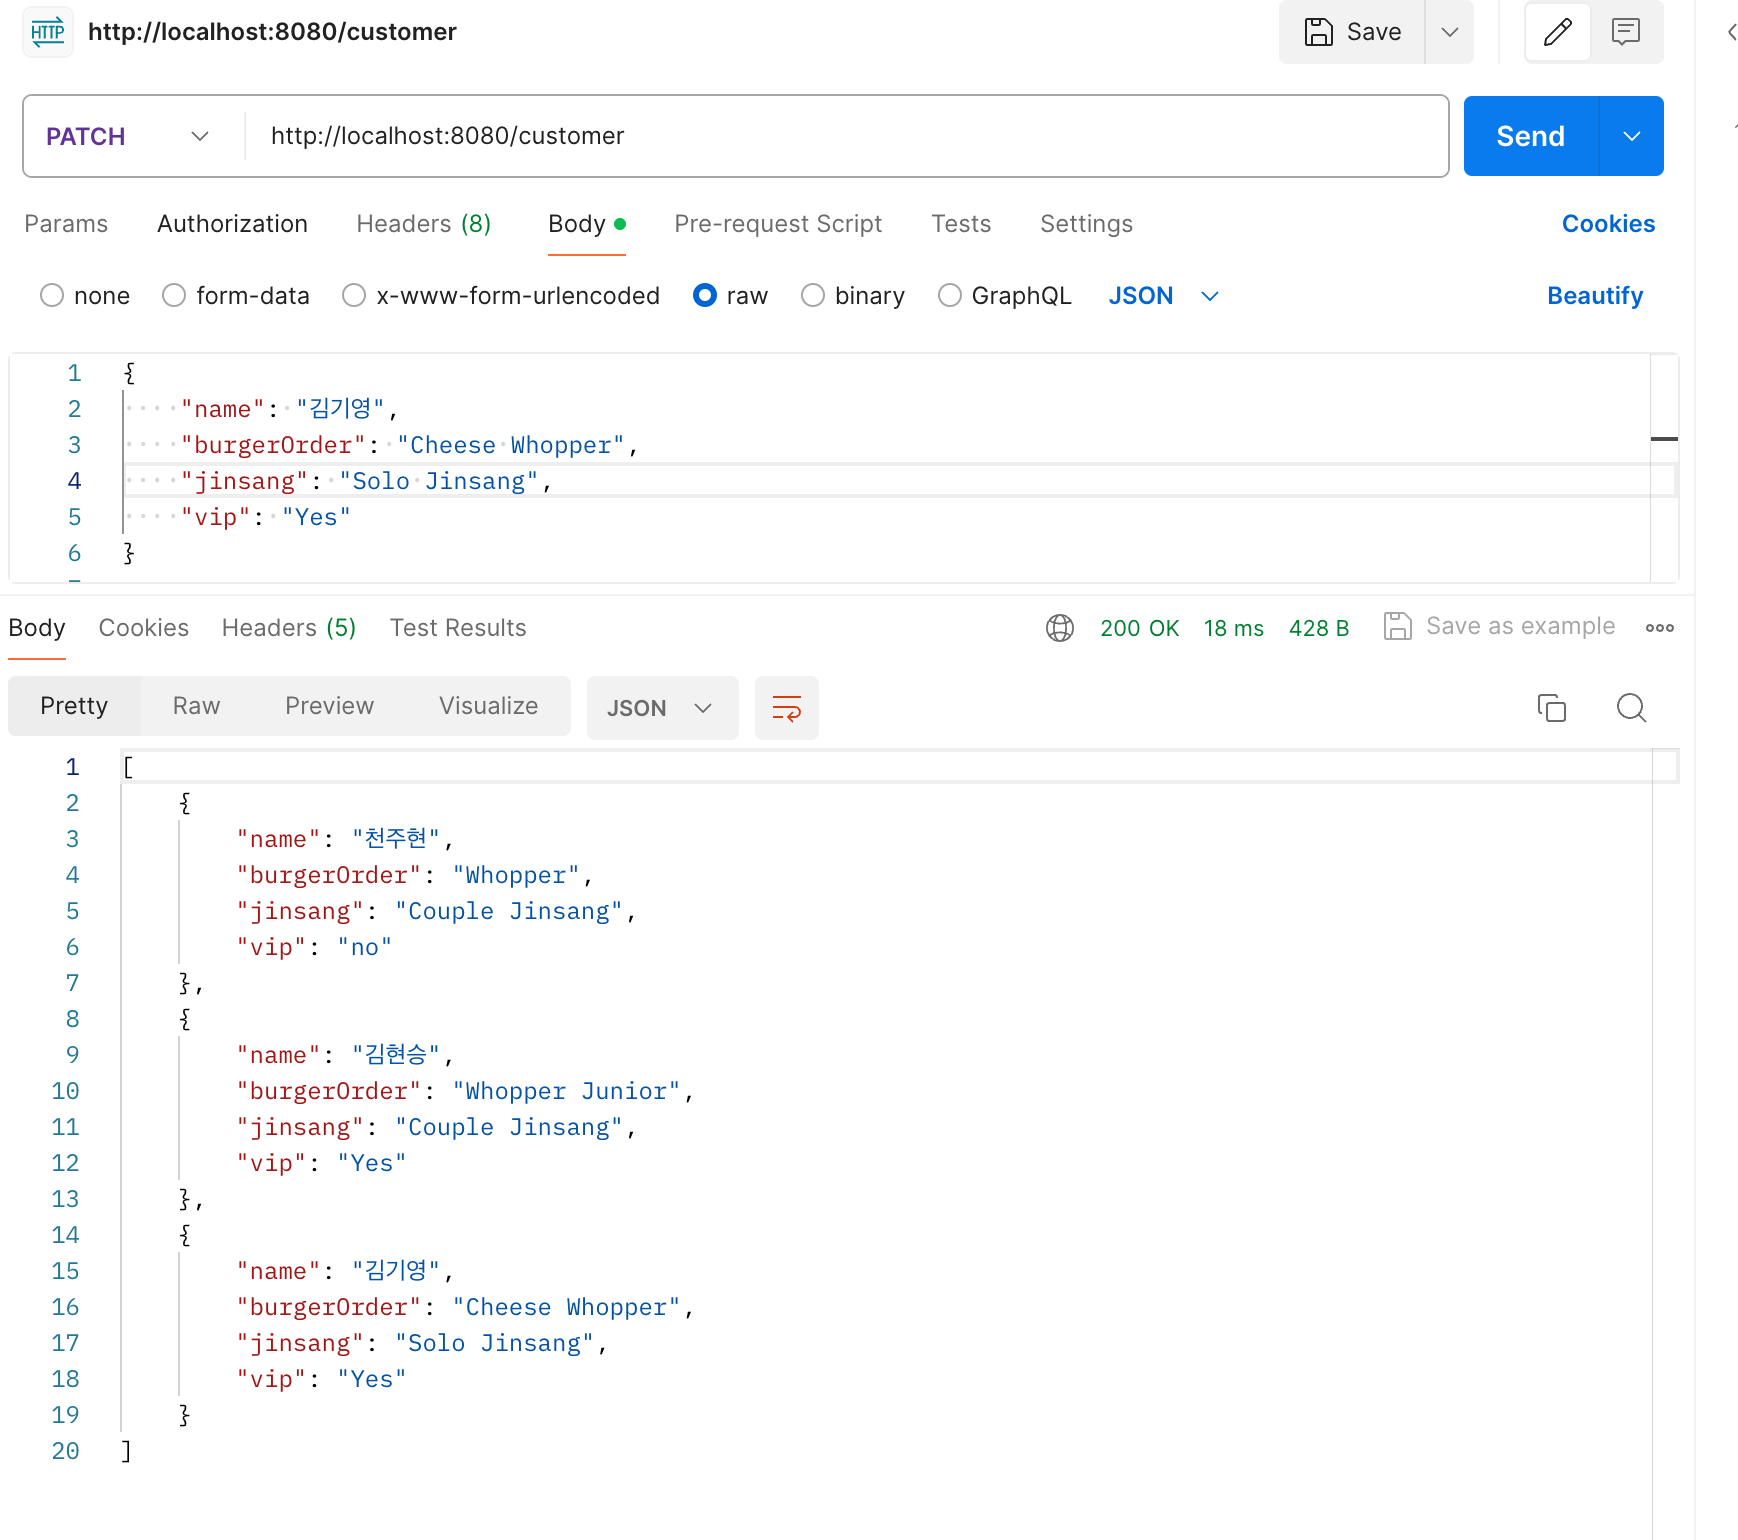 HTTP http://localhost:8080/customer Save
PATCH http://localhost:8080/customer Send
Params Authorization Headers (8) Body Pre-request Script Tests Settings Cookies
none form-data x-www-form-urlencoded raw binary GraphQL JSON Beautify
1 {
2 "name": "김기영",
3 "burgerOrder": "Cheese Whopper",
4 "jinsang": "Solo Jinsang",
5 "vip": "Yes"
6 }
Body Cookies Headers (5) Test Results 200 OK 18 ms 428 B Save as example
Pretty Raw Preview Visualize JSON
1 [
2 {
3 "name": "천주현",
4 "burgerOrder": "Whopper",
5 "jinsang": "Couple Jinsang",
6 "vip": "no"
7 },
8 {
9 "name": "김현승",
10 "burgerOrder": "Whopper Junior",
11 "jinsang": "Couple Jinsang",
12 "vip": "Yes"
13 },
14 {
15 "name": "김기영",
16 "burgerOrder": "Cheese Whopper",
17 "jinsang": "Solo Jinsang",
18 "vip": "Yes"
19 }
20 ]